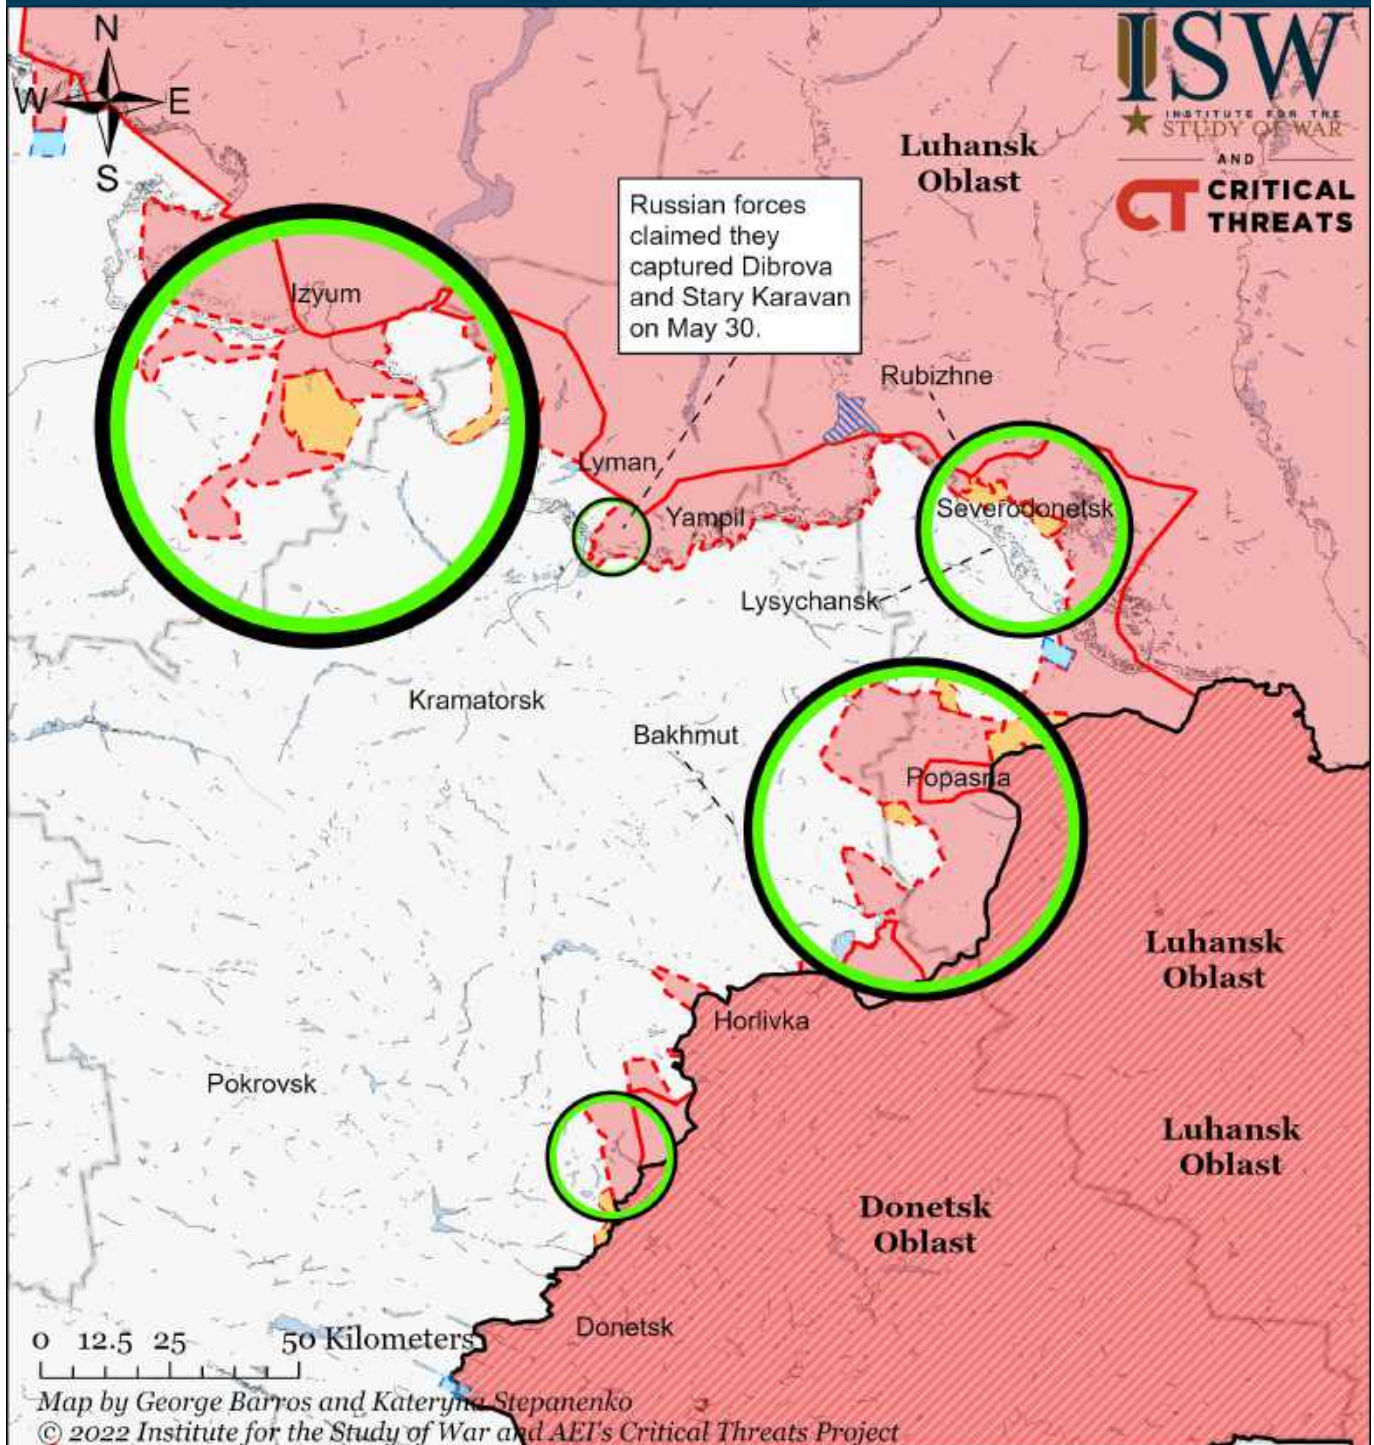 N
W
E
S
ISW
INSTITUTE FOR THE
STUDY OF WAR
AND
CT CRITICAL
THREATS
Luhansk
Oblast
Russian forces
claimed they
captured Dibrova
and Stary Karavan
on May 30.
Izyum
Rubizhne
Lyman
Yampil
Severodonetsk
Lysychansk
Kramatorsk
Bakhmut
Popasna
Luhansk
Oblast
Horlivka
Pokrovsk
Luhansk
Oblast
Donetsk
Oblast
Donetsk
0 12.5 25 50 Kilometers
Map by George Barros and Kateryna Stepanenko
© 2022 Institute for the Study of War and AEI's Critical Threats Project